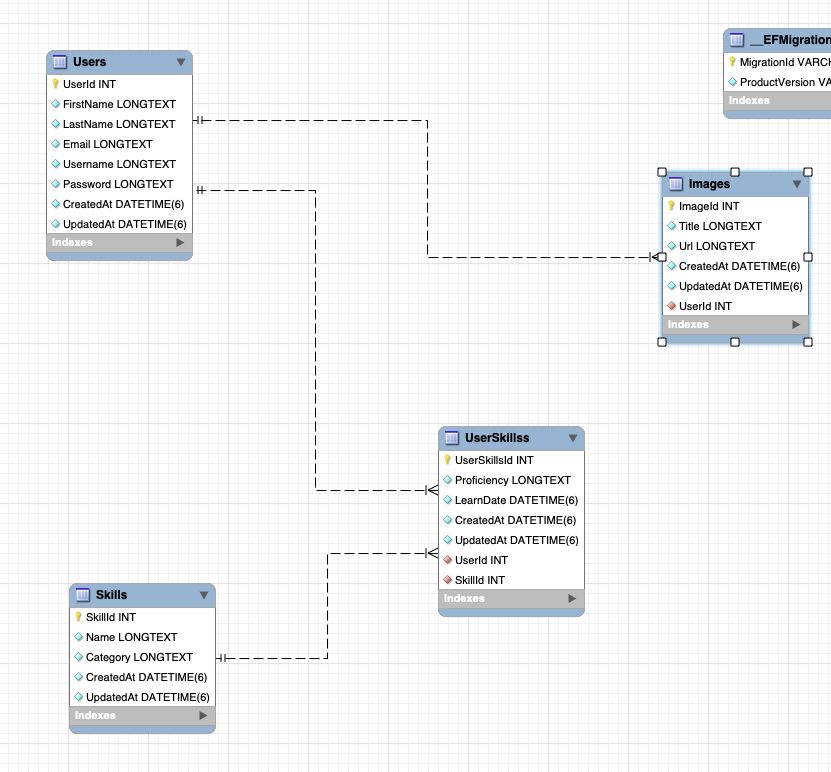 Users
UserId INT
FirstName LONGTEXT
LastName LONGTEXT
Email LONGTEXT
Username LONGTEXT
Password LONGTEXT
CreatedAt DATETIME(6)
UpdatedAt DATETIME(6)
Indexes
__EFMigration
MigrationId VARCH
ProductVersion VA
Indexes
Images
ImageId INT
Title LONGTEXT
Url LONGTEXT
CreatedAt DATETIME(6)
UpdatedAt DATETIME(6)
UserId INT
Indexes
UserSkillss
UserSkillsId INT
Proficiency LONGTEXT
LearnDate DATETIME(6)
CreatedAt DATETIME(6)
UpdatedAt DATETIME(6)
UserId INT
SkillId INT
Indexes
Skills
SkillId INT
Name LONGTEXT
Category LONGTEXT
CreatedAt DATETIME(6)
UpdatedAt DATETIME(6)
Indexes